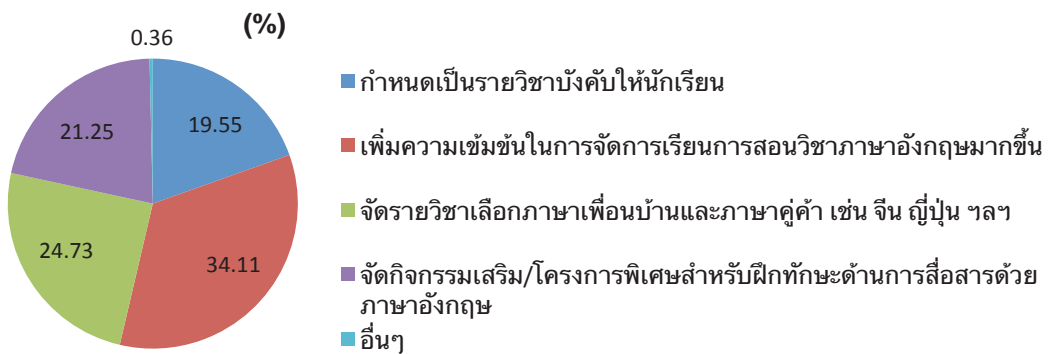 (%)
0.36
19.55
21.25
24.73
34.11
กำหนดเป็นรายวิชาบังคับให้นักเรียน
เพิ่มความเข้มข้นในการจัดการเรียนการสอนวิชาภาษาอังกฤษมากขึ้น
จัดรายวิชาเลือกภาษาเพื่อนบ้านและภาษาคู่ค้า เช่น จีน ญี่ปุ่น ฯลฯ
จัดกิจกรรมเสริม/โครงการพิเศษสำหรับฝึกทักษะด้านการสื่อสารด้วย
ภาษาอังกฤษ
อื่นๆ